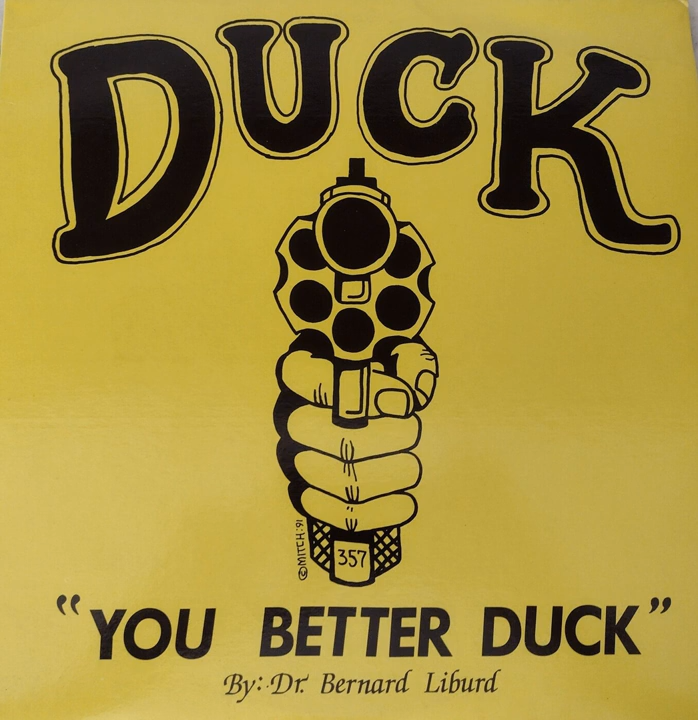 DUCK
© MITCH:91
357
“YOU BETTER DUCK”
By: Dr. Bernard Liburd